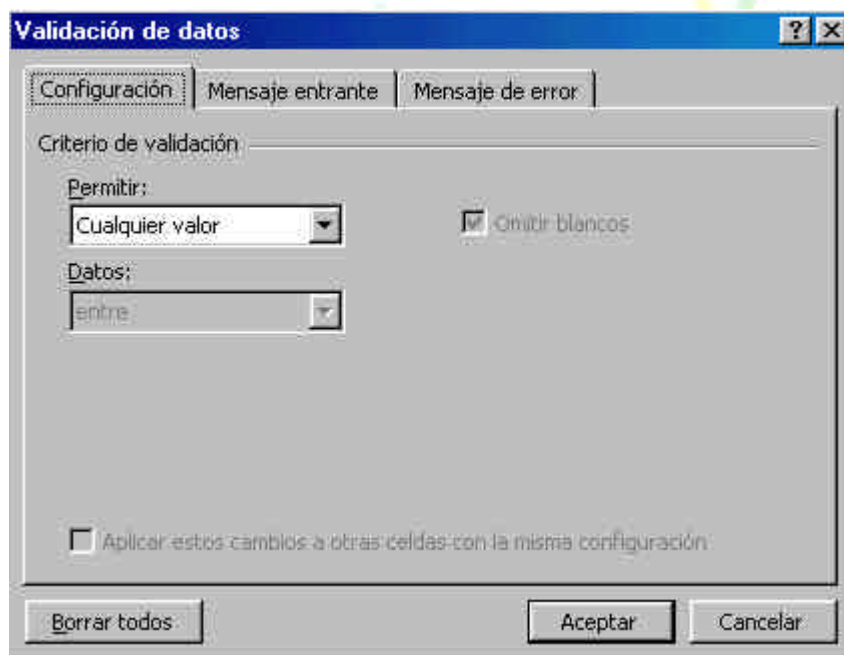 Validación de datos
Configuración Mensaje entrante Mensaje de error
Criterio de validación
Permitir:
Cualquier valor Omitir blancos
Datos:
entre
Aplicar estos cambios a otras celdas con la misma configuración
Borrar todos Aceptar Cancelar